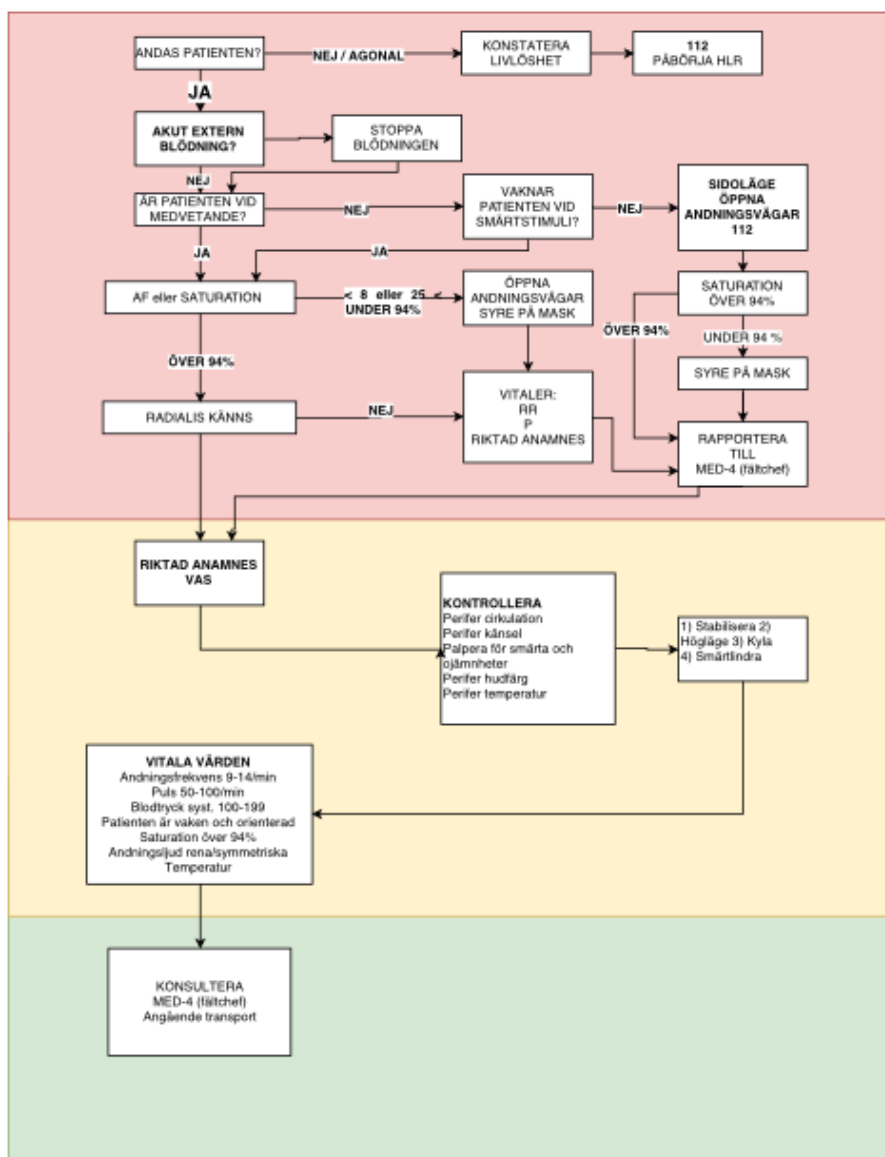 ANDAS PATIENTEN?
NEJ / AGONAL
KONSTATERA
LIVLÖSHET
112
PÅBÖRJA HLR
JA
AKUT EXTERN
BLÖDNING?
STOPPA
BLÖDNINGEN
NEJ
ÄR PATIENTEN VID
MEDVETANDE?
NEJ
VAKNAR
PATIENTEN VID
SMÄRTSTIMULI?
NEJ
SIDOLÄGE
ÖPPNA
ANDNINGSVÄGAR
112
JA
JA
AF eller SATURATION
< 8 eller 25 <
UNDER 94%
ÖPPNA
ANDNINGSVÄGAR
SYRE PÅ MASK
SATURATION
ÖVER 94%
ÖVER 94%
UNDER 94 %
ÖVER 94%
SYRE PÅ MASK
RADIALIS KÄNNS
NEJ
VITALER:
RR
P
RIKTAD ANAMNES
RAPPORTERA
TILL
MED-4 (fältchef)
RIKTAD ANAMNES
VAS
KONTROLLERA
Perifer cirkulation
Perifer känsel
Palpera för smärta och
ojämnheter
Perifer hudfärg
Perifer temperatur
1) Stabilisera 2)
Högläge 3) Kyla
4) Smärtlindra
VITALA VÄRDEN
Andningsfrekvens 9-14/min
Puls 50-100/min
Blodtryck syst. 100-199
Patienten är vaken och orienterad
Saturation över 94%
Andningsljud rena/symmetriska
Temperatur
KONSULTERA
MED-4 (fältchef)
Angående transport